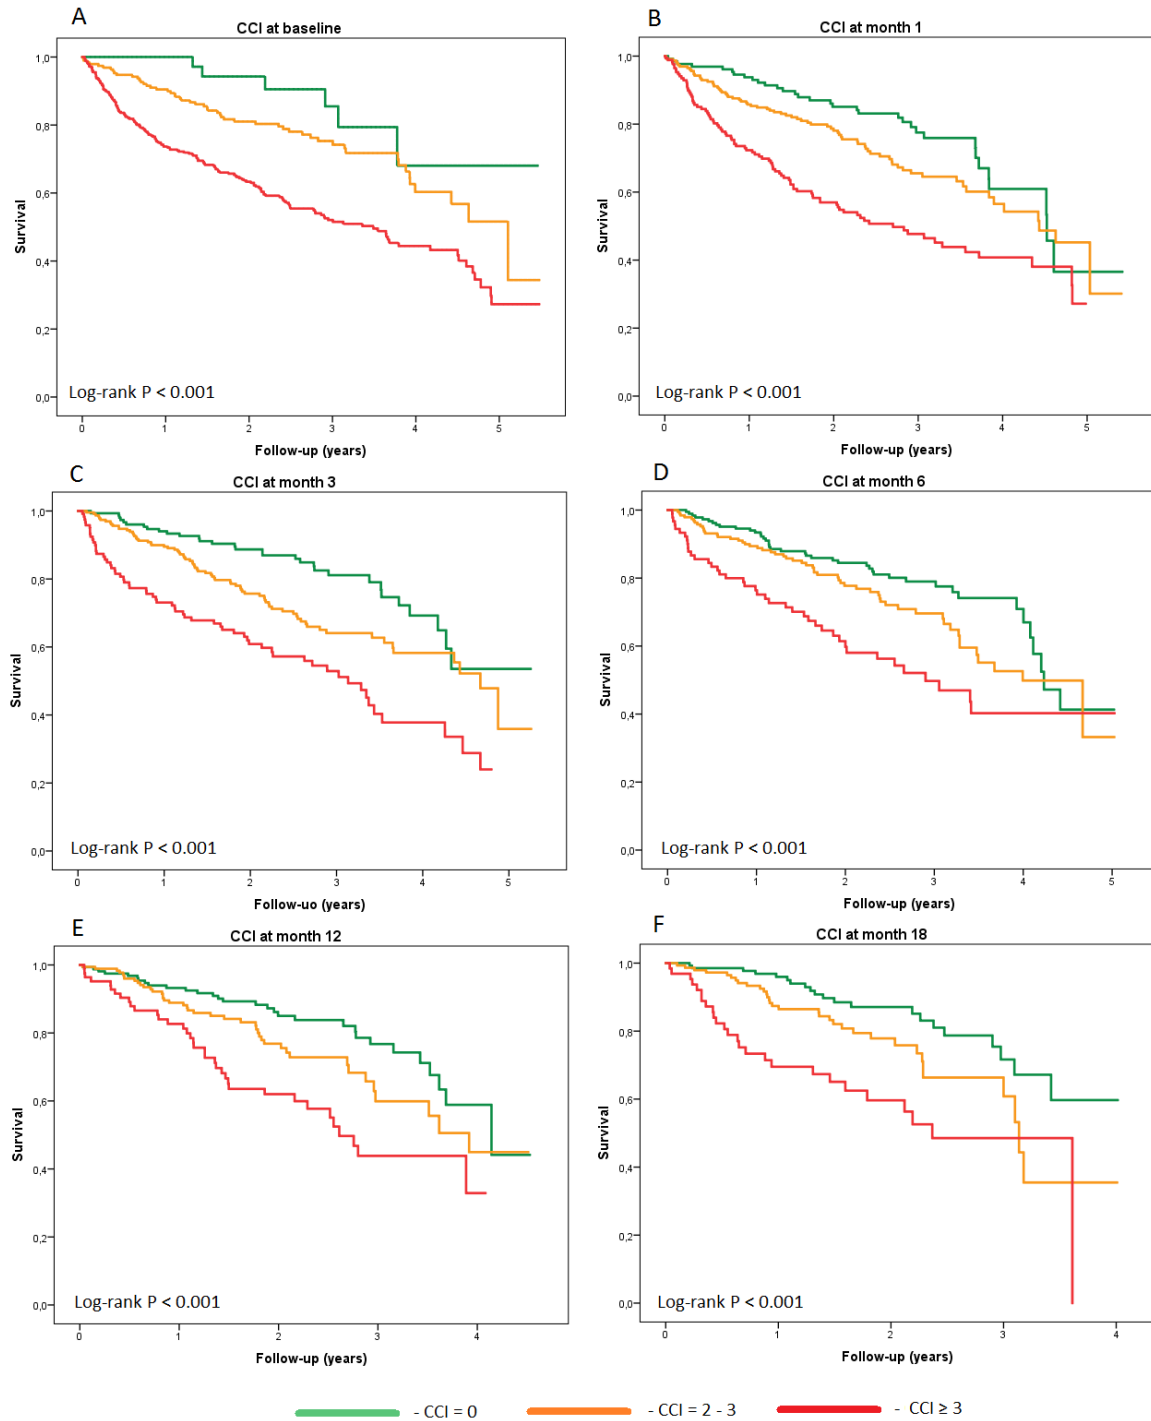 A
CCI at baseline
1,0
0,8
0,6
0,4
0,2
0,0
Survival
Log-rank P < 0.001
0 1 2 3 4 5
Follow-up (years)
B
CCI at month 1
1,0
0,8
0,6
0,4
0,2
0,0
Survival
Log-rank P < 0.001
0 1 2 3 4 5
Follow-up (years)
C
CCI at month 3
1,0
0,8
0,6
0,4
0,2
0,0
Survival
Log-rank P < 0.001
0 1 2 3 4 5
Follow-uo (years)
D
CCI at month 6
1,0
0,8
0,6
0,4
0,2
0,0
Survival
Log-rank P < 0.001
0 1 2 3 4 5
Follow-up (years)
E
CCI at month 12
1,0
0,8
0,6
0,4
0,2
0,0
Survival
Log-rank P < 0.001
0 1 2 3 4
Follow-up (years)
F
CCI at month 18
1,0
0,8
0,6
0,4
0,2
0,0
Survival
Log-rank P < 0.001
0 1 2 3 4
Follow-up (years)
- CCI = 0 - CCI = 2 - 3 - CCI ≥ 3